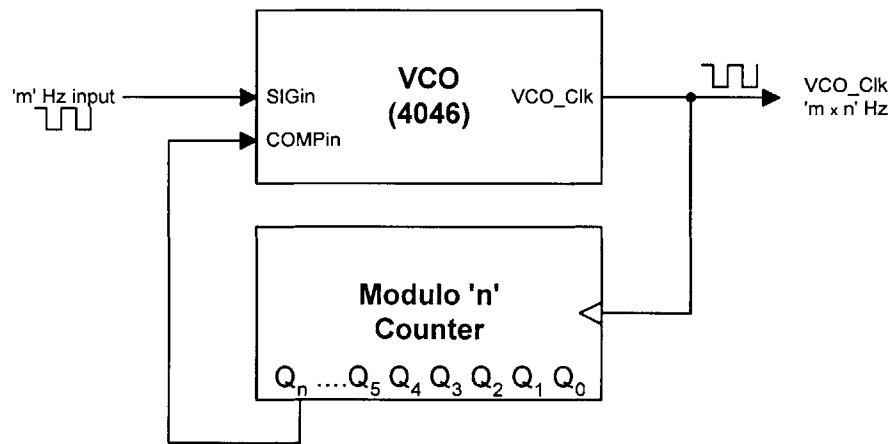 VCO
(4046)
'm' Hz input
SIGin
VCO_Clk
VCO_Clk
'm x n' Hz
COMPin
Modulo 'n'
Counter
Qn ....Q5 Q4 Q3 Q2 Q1 Q0